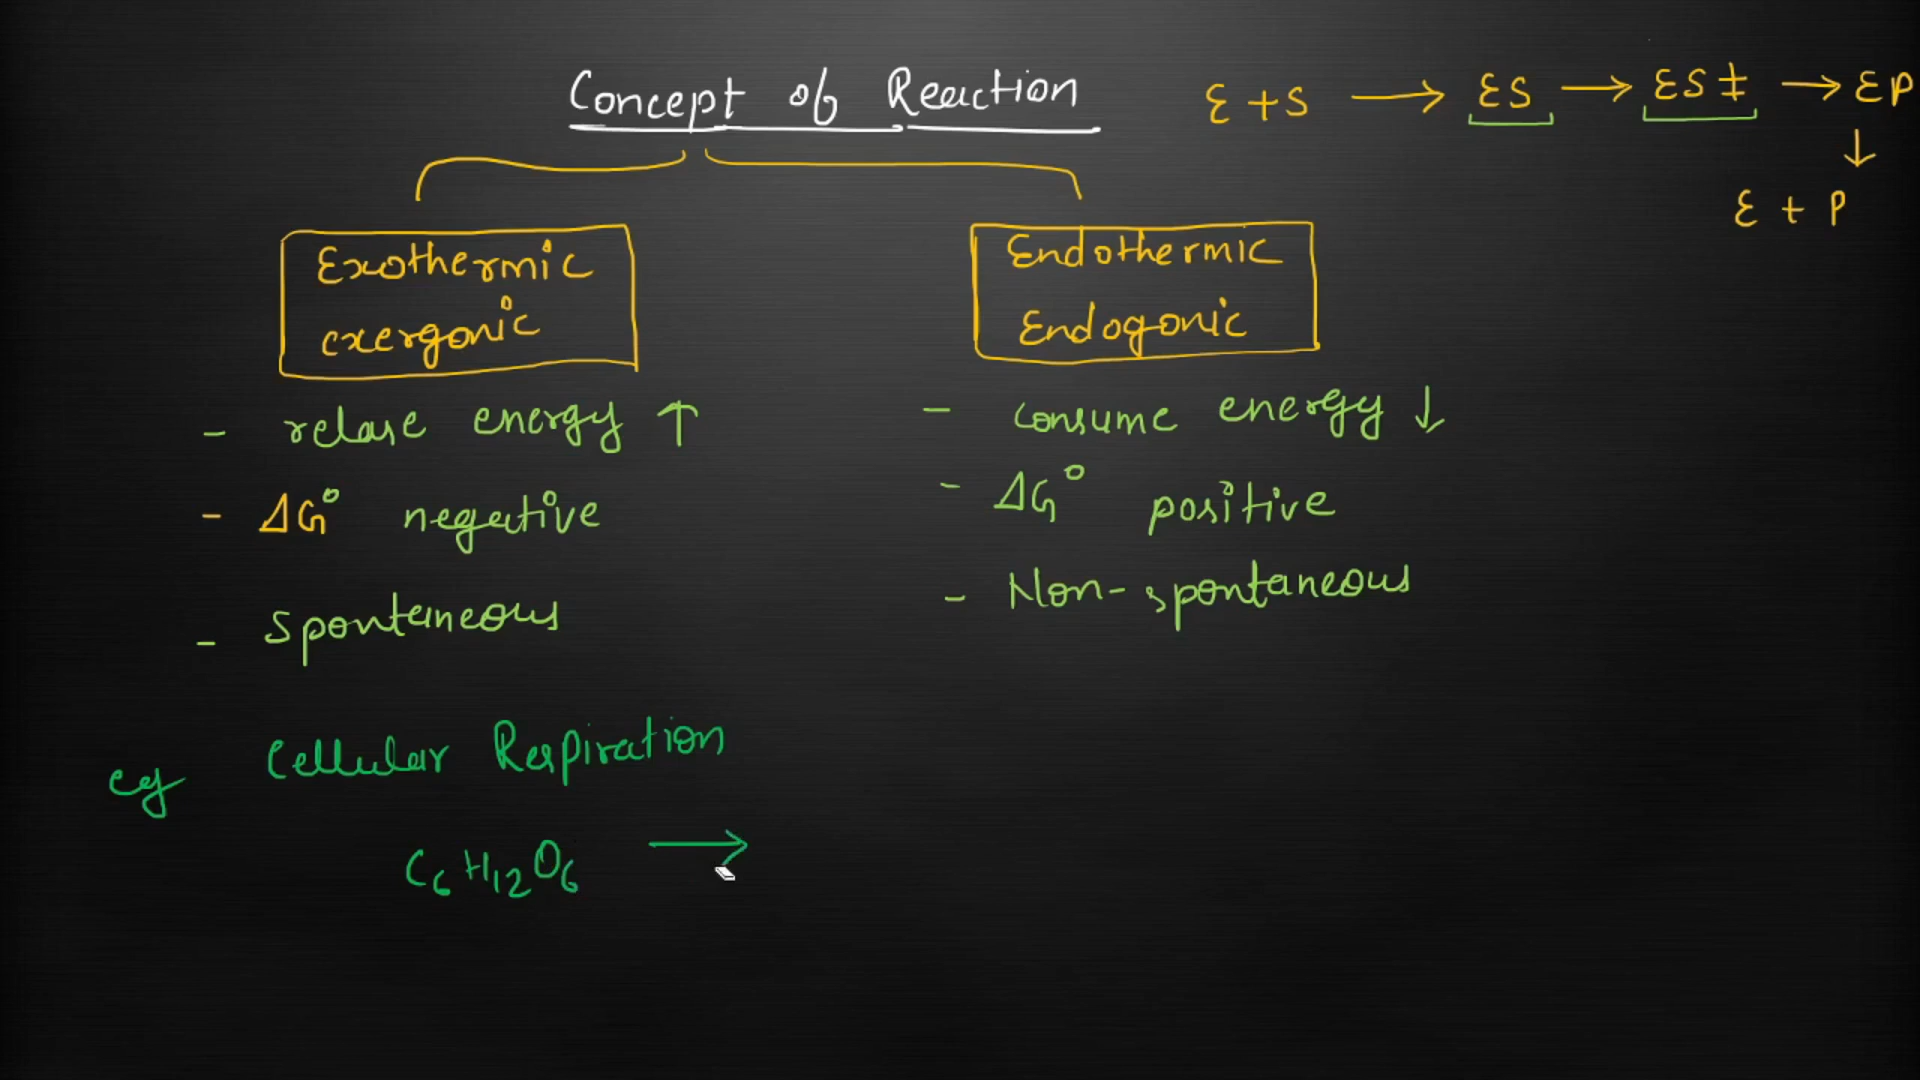 Concept of Reaction
E + S → ES → ES‡ → EP
↓
E + P
Exothermic
exergonic
Endothermic
Endogonic
- relase energy ↑
- ΔG° negative
- spontaneous
- consume energy ↓
- ΔG° positive
- Non-spontaneous
eg Cellular Respiration
C6H12O6 →